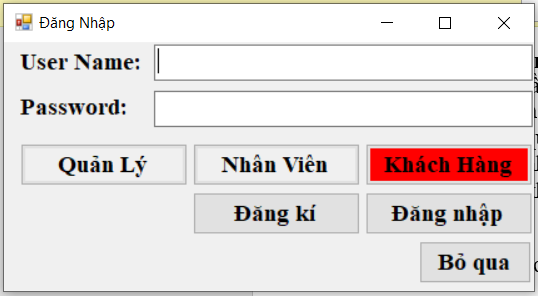 Đăng Nhập
User Name:
Password:
Quản Lý Nhân Viên Khách Hàng
Đăng kí Đăng nhập
Bỏ qua